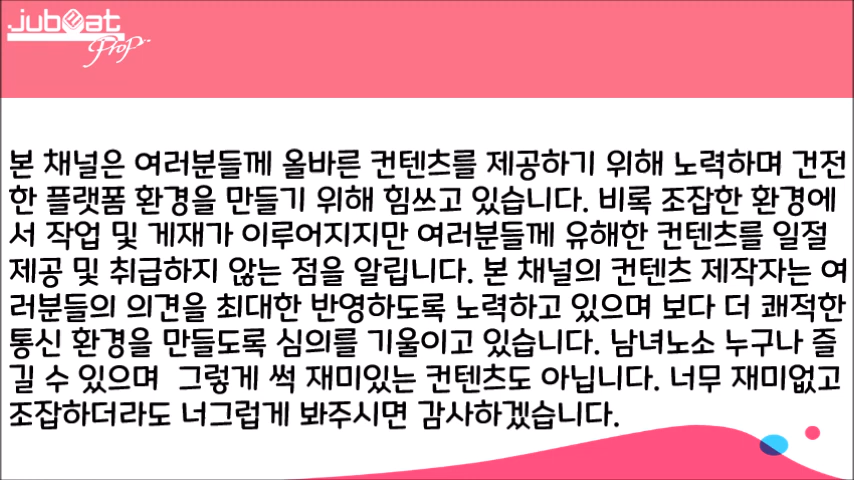 jubeat
Prop
본 채널은 여러분들께 올바른 컨텐츠를 제공하기 위해 노력하며 건전
한 플랫폼 환경을 만들기 위해 힘쓰고 있습니다. 비록 조잡한 환경에
서 작업 및 게재가 이루어지지만 여러분들께 유해한 컨텐츠를 일절
제공 및 취급하지 않는 점을 알립니다. 본 채널의 컨텐츠 제작자는 여
러분들의 의견을 최대한 반영하도록 노력하고 있으며 보다 더 쾌적한
통신 환경을 만들도록 심의를 기울이고 있습니다. 남녀노소 누구나 즐
길 수 있으며 그렇게 썩 재미있는 컨텐츠도 아닙니다. 너무 재미없고
조잡하더라도 너그럽게 봐주시면 감사하겠습니다.